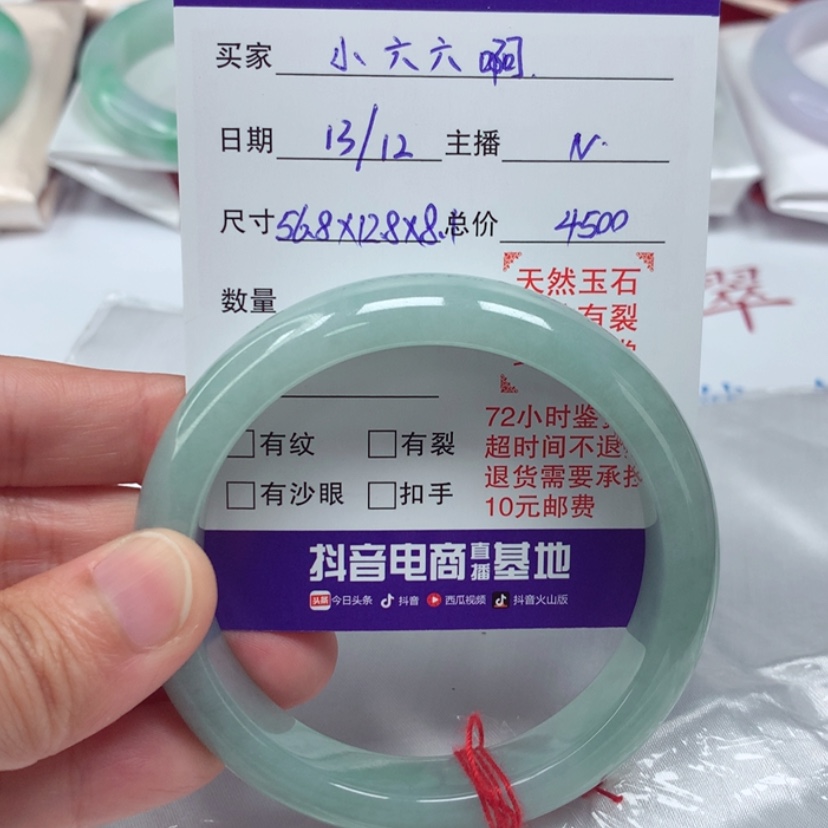 买家 小六六啊.
日期 13/12 主播 N.
尺寸 56.8X12.8X8.1 总价 4500
数量
天然玉石
有裂
72小时鉴
超时间不退
退货需要承担
10元邮费
有纹 有裂
有沙眼 扣手
抖音电商直播基地
头条 今日头条 抖音 西瓜视频 抖音火山版
翠